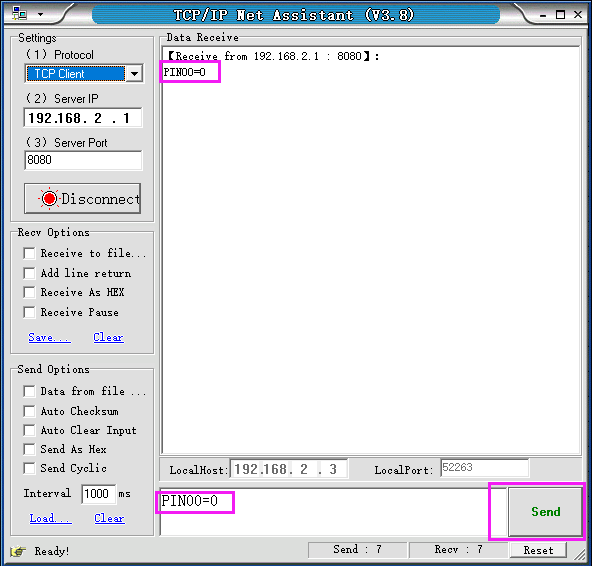 TCP/IP Net Assistant (V3.8)
Settings
(1) Protocol
TCP Client
(2) Server IP
192.168. 2 . 1
(3) Server Port
8080
Disconnect
Recv Options
Receive to file...
Add line return
Receive As HEX
Receive Pause
Save...
Clear
Send Options
Data from file ...
Auto Checksum
Auto Clear Input
Send As Hex
Send Cyclic
Interval 1000 ms
Load...
Clear
Data Receive
【Receive from 192.168.2.1 : 8080】:
PIN00=0
LocalHost: 192.168. 2 . 3
LocalPort: 52263
PIN00=0
Send
Ready!
Send : 7
Recv : 7
Reset